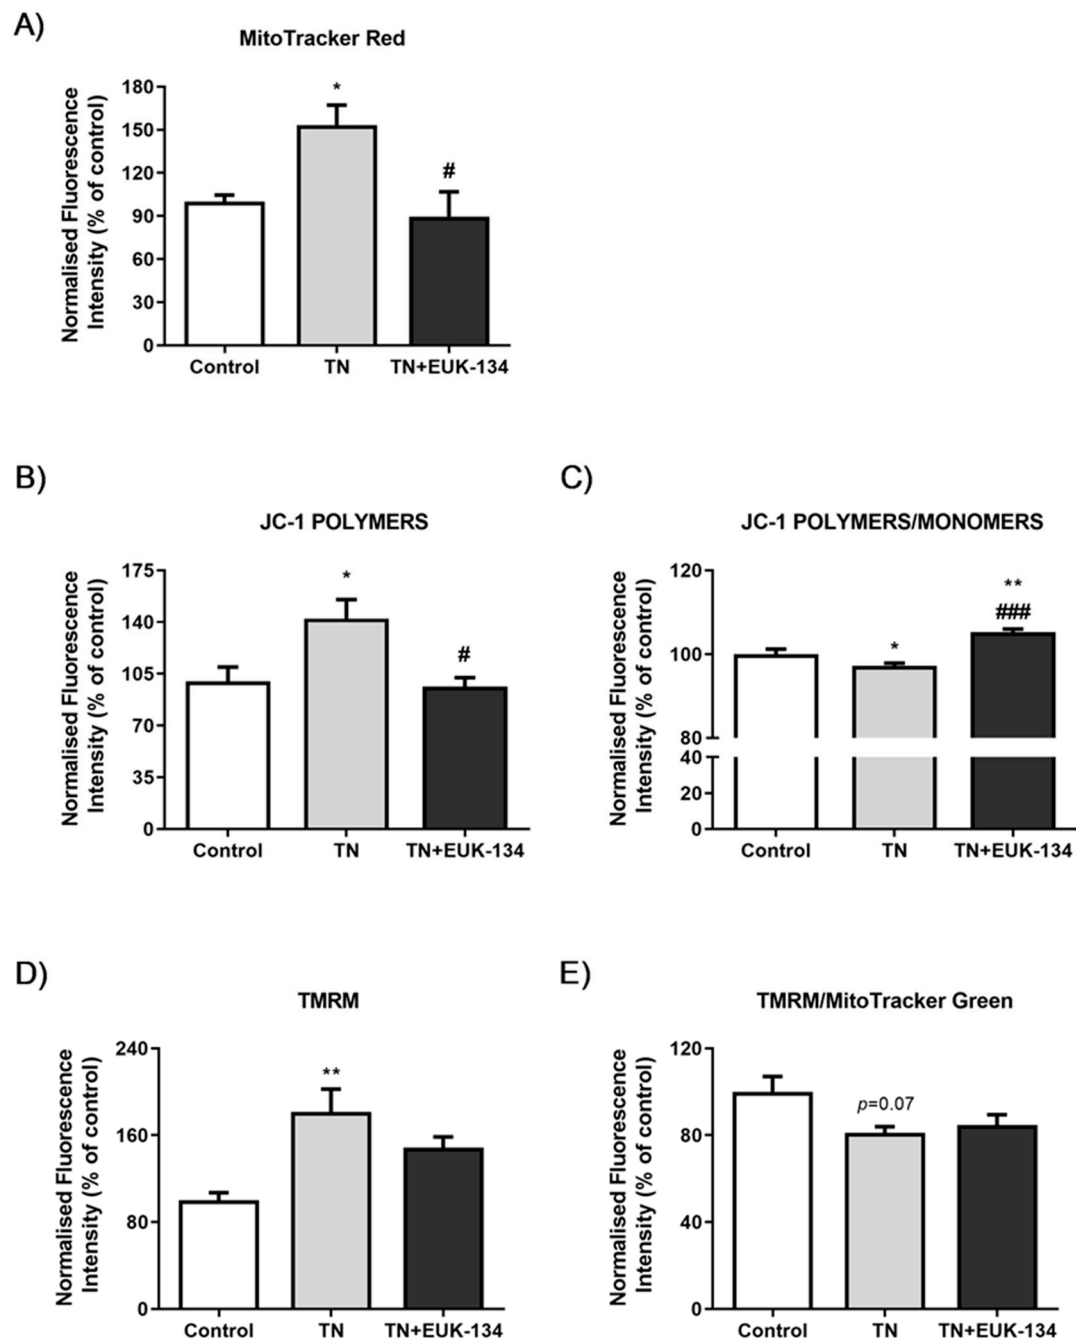 A)
MitoTracker Red
Normalised Fluorescence
Intensity (% of control)
180
150
120
90
60
30
0
*
#
Control TN TN+EUK-134
B)
JC-1 POLYMERS
Normalised Fluorescence
Intensity (% of control)
175
140
105
70
35
0
*
#
Control TN TN+EUK-134
C)
JC-1 POLYMERS/MONOMERS
Normalised Fluorescence
Intensity (% of control)
120
100
80
40
20
0
*
**
###
Control TN TN+EUK-134
D)
TMRM
Normalised Fluorescence
Intensity (% of control)
240
160
80
0
**
Control TN TN+EUK-134
E)
TMRM/MitoTracker Green
Normalised Fluorescence
Intensity (% of control)
120
80
40
0
p=0.07
Control TN TN+EUK-134